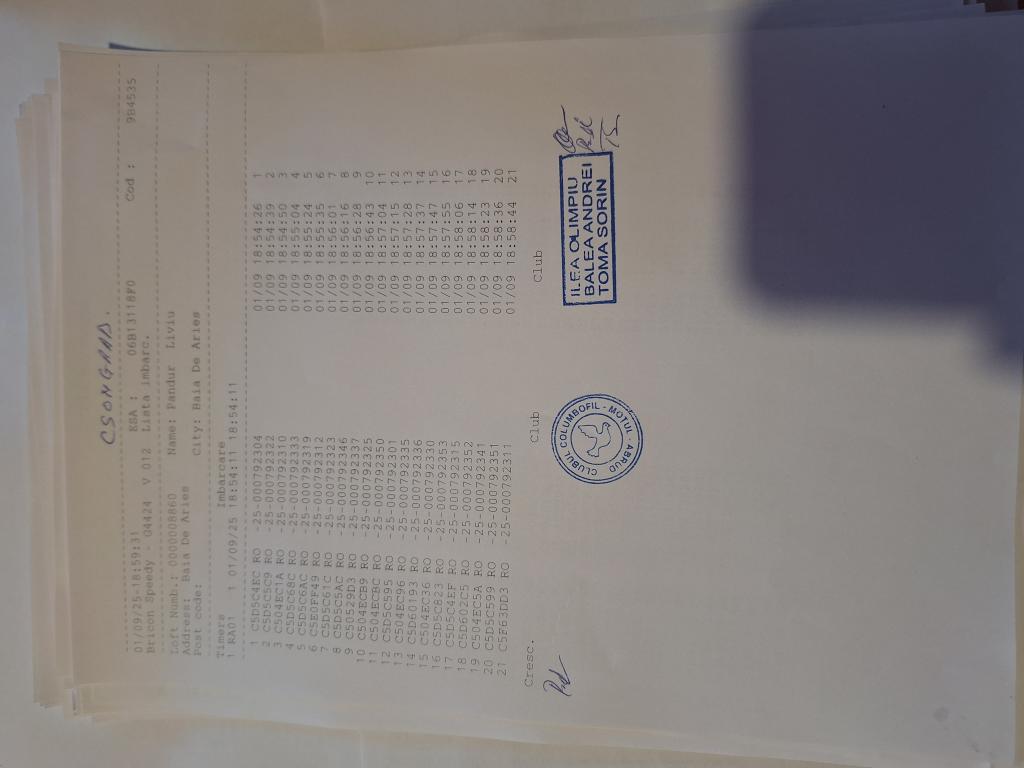 CSONGRAD.
01/09/25-18:59:31 ESA : 06B13118F0 Cod : 984535
Bricon Speedy - G4424 V 012 Lista imbarc.
Loft Numb.: 0000008860 Name: Pandur Liviu
Address: Baia De Aries City: Baia De Aries
Post code:
Timers Imbarcare
1 RA01 1 01/09/25 18:54:11 18:54:11
1 C5D5C4EC RO -25-000792304 01/09 18:54:26 1
2 C5D5C5C9 RO -25-000792322 01/09 18:54:39 2
3 C504EC1A RO -25-000792310 01/09 18:54:50 3
4 C5D5C68C RO -25-000792333 01/09 18:55:04 4
5 C5D5C6AC RO -25-000792319 01/09 18:55:24 5
6 C5EDFF49 RO -25-000792312 01/09 18:55:35 6
7 C5D5C61C RO -25-000792323 01/09 18:56:01 7
8 C5D5C5AC RO -25-000792346 01/09 18:56:16 8
9 C50525D3 RO -25-000792337 01/09 18:56:28 9
10 C504ECB9 RO -25-000792325 01/09 18:56:43 10
11 C504ECBC RO -25-000792350 01/09 18:57:04 11
12 C5D5C595 RO -25-000792301 01/09 18:57:15 12
13 C504EC96 RO -25-000792335 01/09 18:57:28 13
14 C5D60193 RO -25-000792336 01/09 18:57:37 14
15 C504EC36 RO -25-000792330 01/09 18:57:47 15
16 C5D5C823 RO -25-000792353 01/09 18:57:55 16
17 C5D5C4EF RO -25-000792315 01/09 18:58:06 17
18 C5D602C5 RO -25-000792352 01/09 18:58:14 18
19 C504EC5A RO -25-000792341 01/09 18:58:23 19
20 C5D5C599 RO -25-000792351 01/09 18:58:36 20
21 C5F63DD3 RO -25-000792311 01/09 18:58:44 21
Cresc. Club Club
CLUBUL COLUMBOFIL - MOTUL - ABRUD
ILEA OLIMPIU
BALEA ANDREI
TOMA SORIN